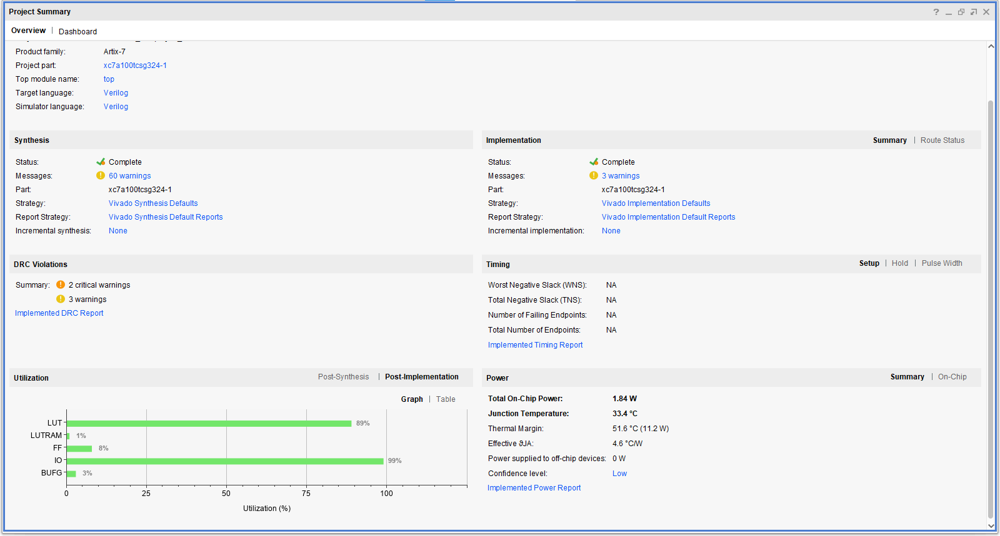 Project Summary
Overview | Dashboard
Product family: Artix-7
Project part: xc7a100tcsg324-1
Top module name: top
Target language: Verilog
Simulator language: Verilog
Synthesis
Status: Complete
Messages: 60 warnings
Part: xc7a100tcsg324-1
Strategy: Vivado Synthesis Defaults
Report Strategy: Vivado Synthesis Default Reports
Incremental synthesis: None
Implementation Summary | Route Status
Status: Complete
Messages: 3 warnings
Part: xc7a100tcsg324-1
Strategy: Vivado Implementation Defaults
Report Strategy: Vivado Implementation Default Reports
Incremental implementation: None
DRC Violations
Summary: 2 critical warnings
3 warnings
Implemented DRC Report
Timing Setup | Hold | Pulse Width
Worst Negative Slack (WNS): NA
Total Negative Slack (TNS): NA
Number of Failing Endpoints: NA
Total Number of Endpoints: NA
Implemented Timing Report
Utilization Post-Synthesis | Post-Implementation
Graph | Table
LUT 89%
LUTRAM 1%
FF 8%
IO 99%
BUFG 3%
0 25 50 75 100
Utilization (%)
Power Summary | On-Chip
Total On-Chip Power: 1.84 W
Junction Temperature: 33.4 °C
Thermal Margin: 51.6 °C (11.2 W)
Effective ϑJA: 4.6 °C/W
Power supplied to off-chip devices: 0 W
Confidence level: Low
Implemented Power Report